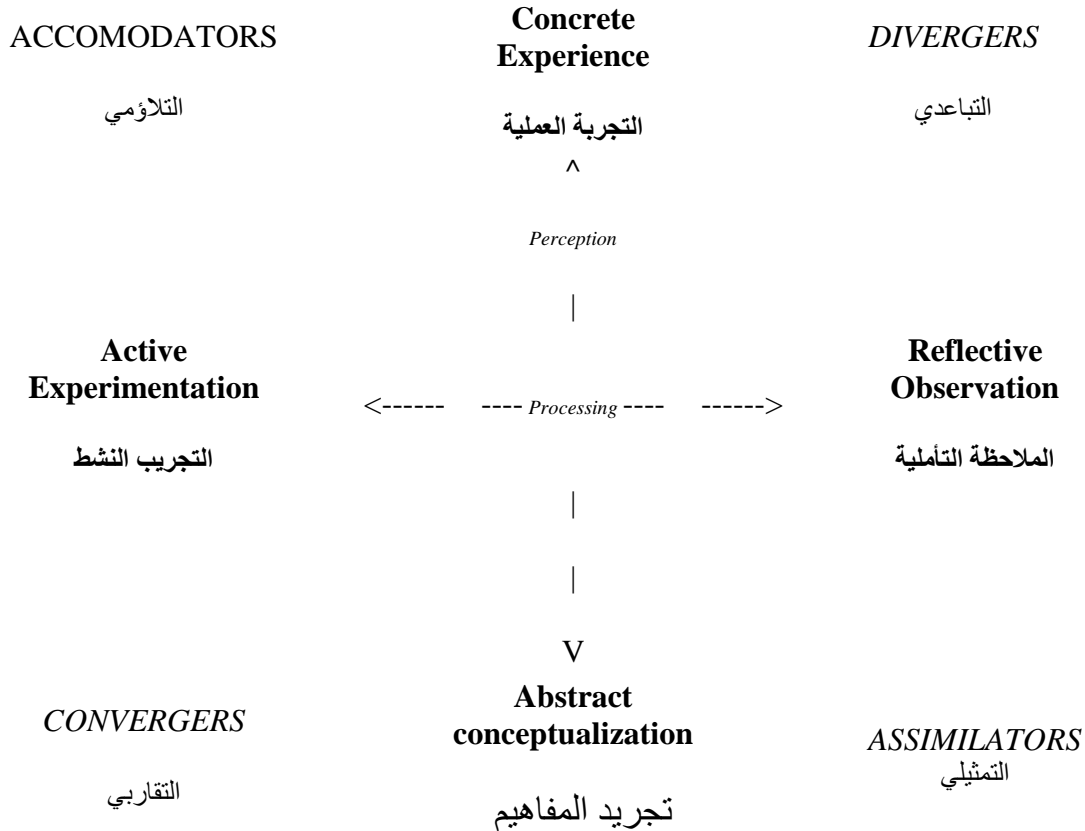 ACCOMODATORS
التلاؤمي
Concrete
Experience
التجربة العملية
^
DIVERGERS
التباعدي
Perception
|
Active
Experimentation
التجريب النشط
<------ ---- Processing ---- ------>
Reflective
Observation
الملاحظة التأملية
|
|
V
CONVERGERS
التقاربي
Abstract
conceptualization
تجريد المفاهيم
ASSIMILATORS
التمثيلي